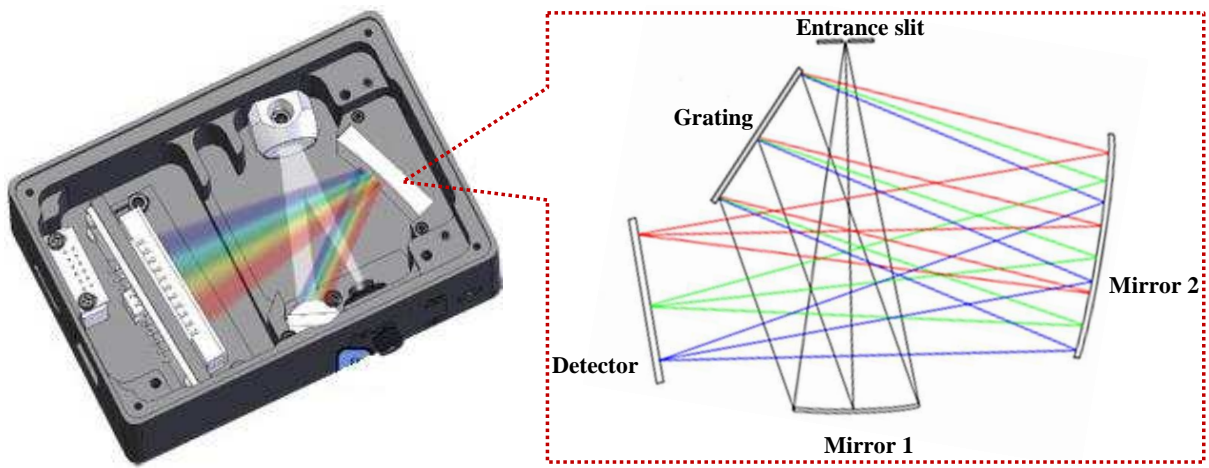 Entrance slit
Grating
Mirror 2
Detector
Mirror 1